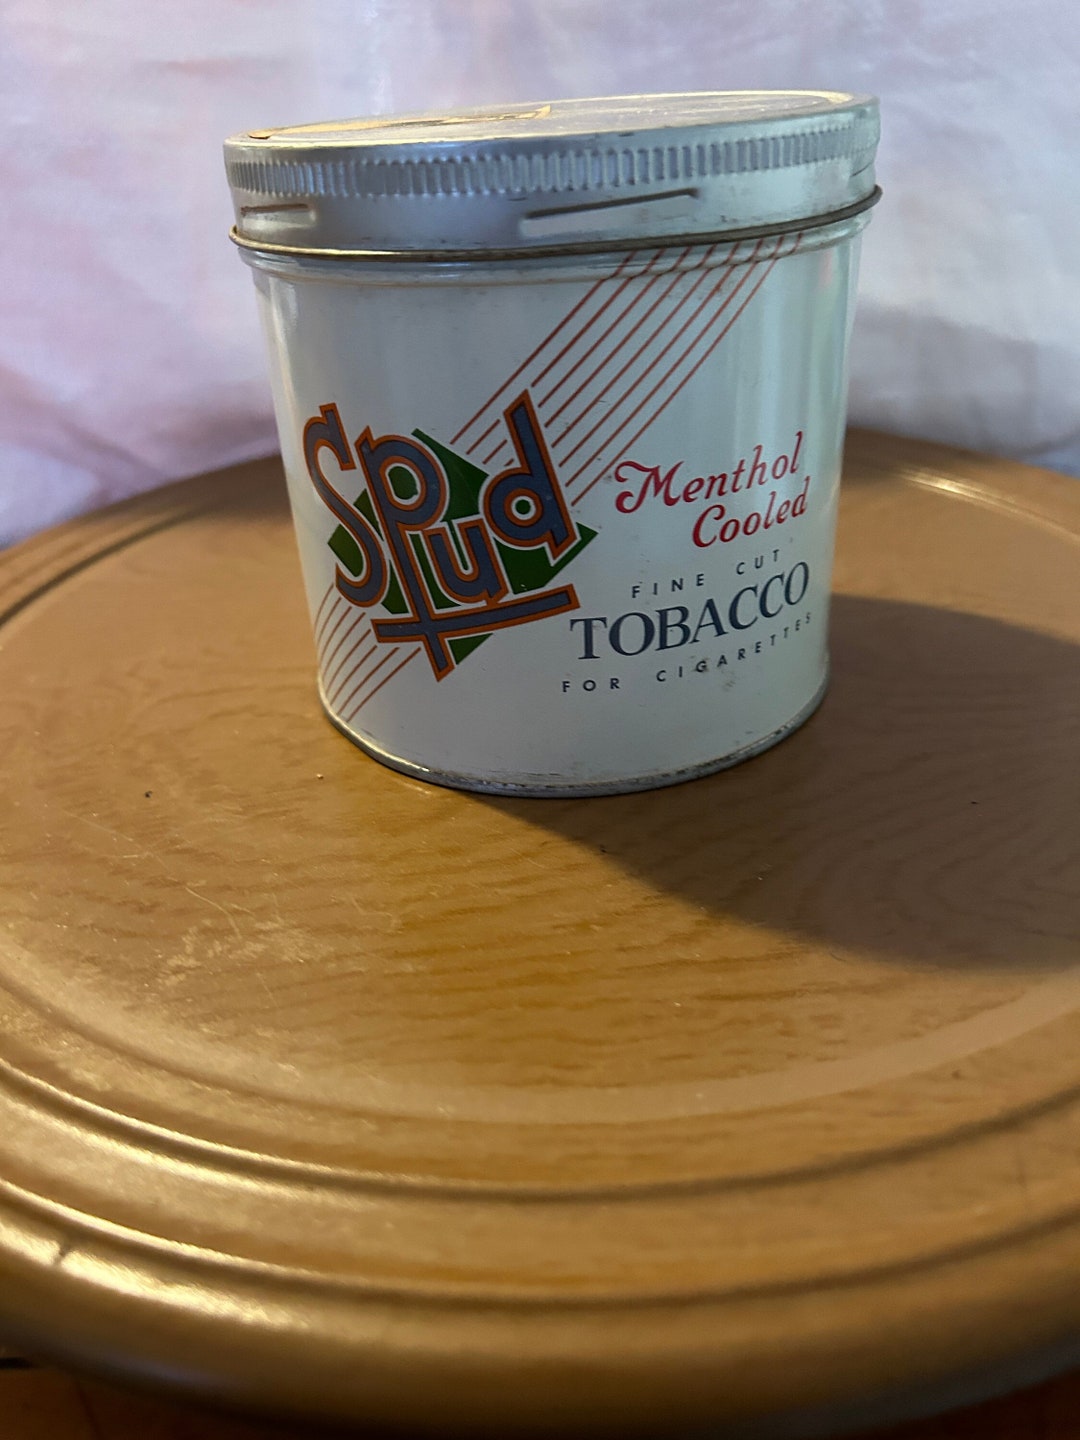 Spud
Menthol
Cooled
FINE CUT
TOBACCO
FOR CIGARETTES